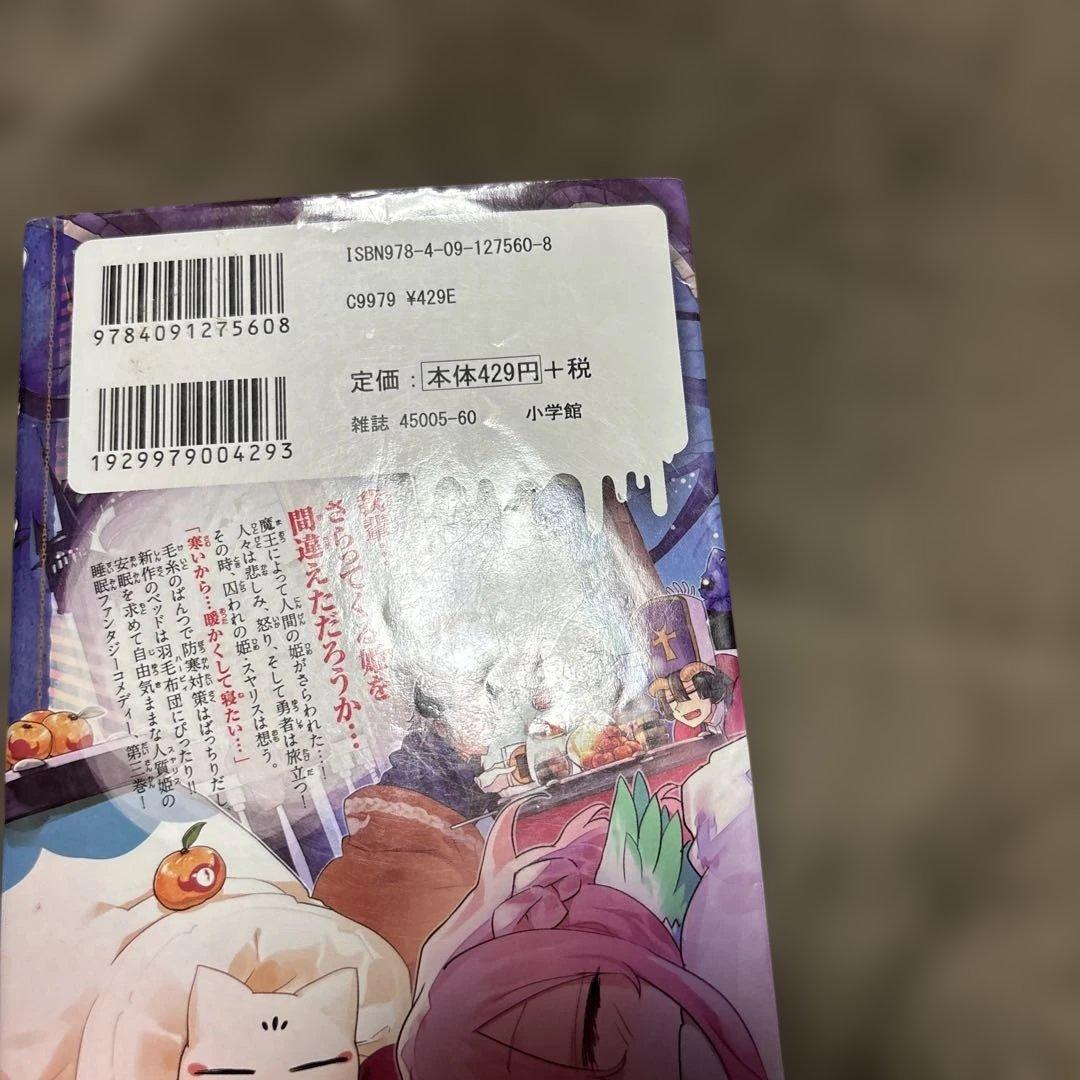 ISBN978-4-09-127560-8
C9979 ¥429E
9784091275608
定価：本体429円＋税
雑誌 45005-60 小学館
1929979004293
我輩…
さらってくる姫を
間違えただろうか…
魔王によって人間の姫がさらわれた…！
人々は悲しみ、怒り、そして勇者は旅立つ！
その時、囚われの姫・スヤリスは想う。
「寒いから…暖かくして寝たい…」
毛糸のぱんつで防寒対策はばっちりだし、
新作のベッドは羽毛布団にぴったり!!
安眠を求めて自由気ままな人質姫の
睡眠ファンタジーコメディー、第三巻！